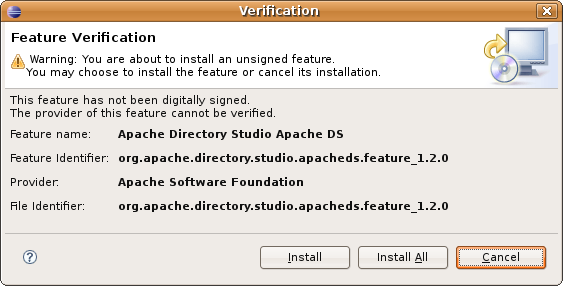 Verification
Feature Verification
Warning: You are about to install an unsigned feature.
You may choose to install the feature or cancel its installation.
This feature has not been digitally signed.
The provider of this feature cannot be verified.
Feature name: Apache Directory Studio Apache DS
Feature Identifier: org.apache.directory.studio.apacheds.feature_1.2.0
Provider: Apache Software Foundation
File Identifier: org.apache.directory.studio.apacheds.feature_1.2.0
? Install Install All Cancel